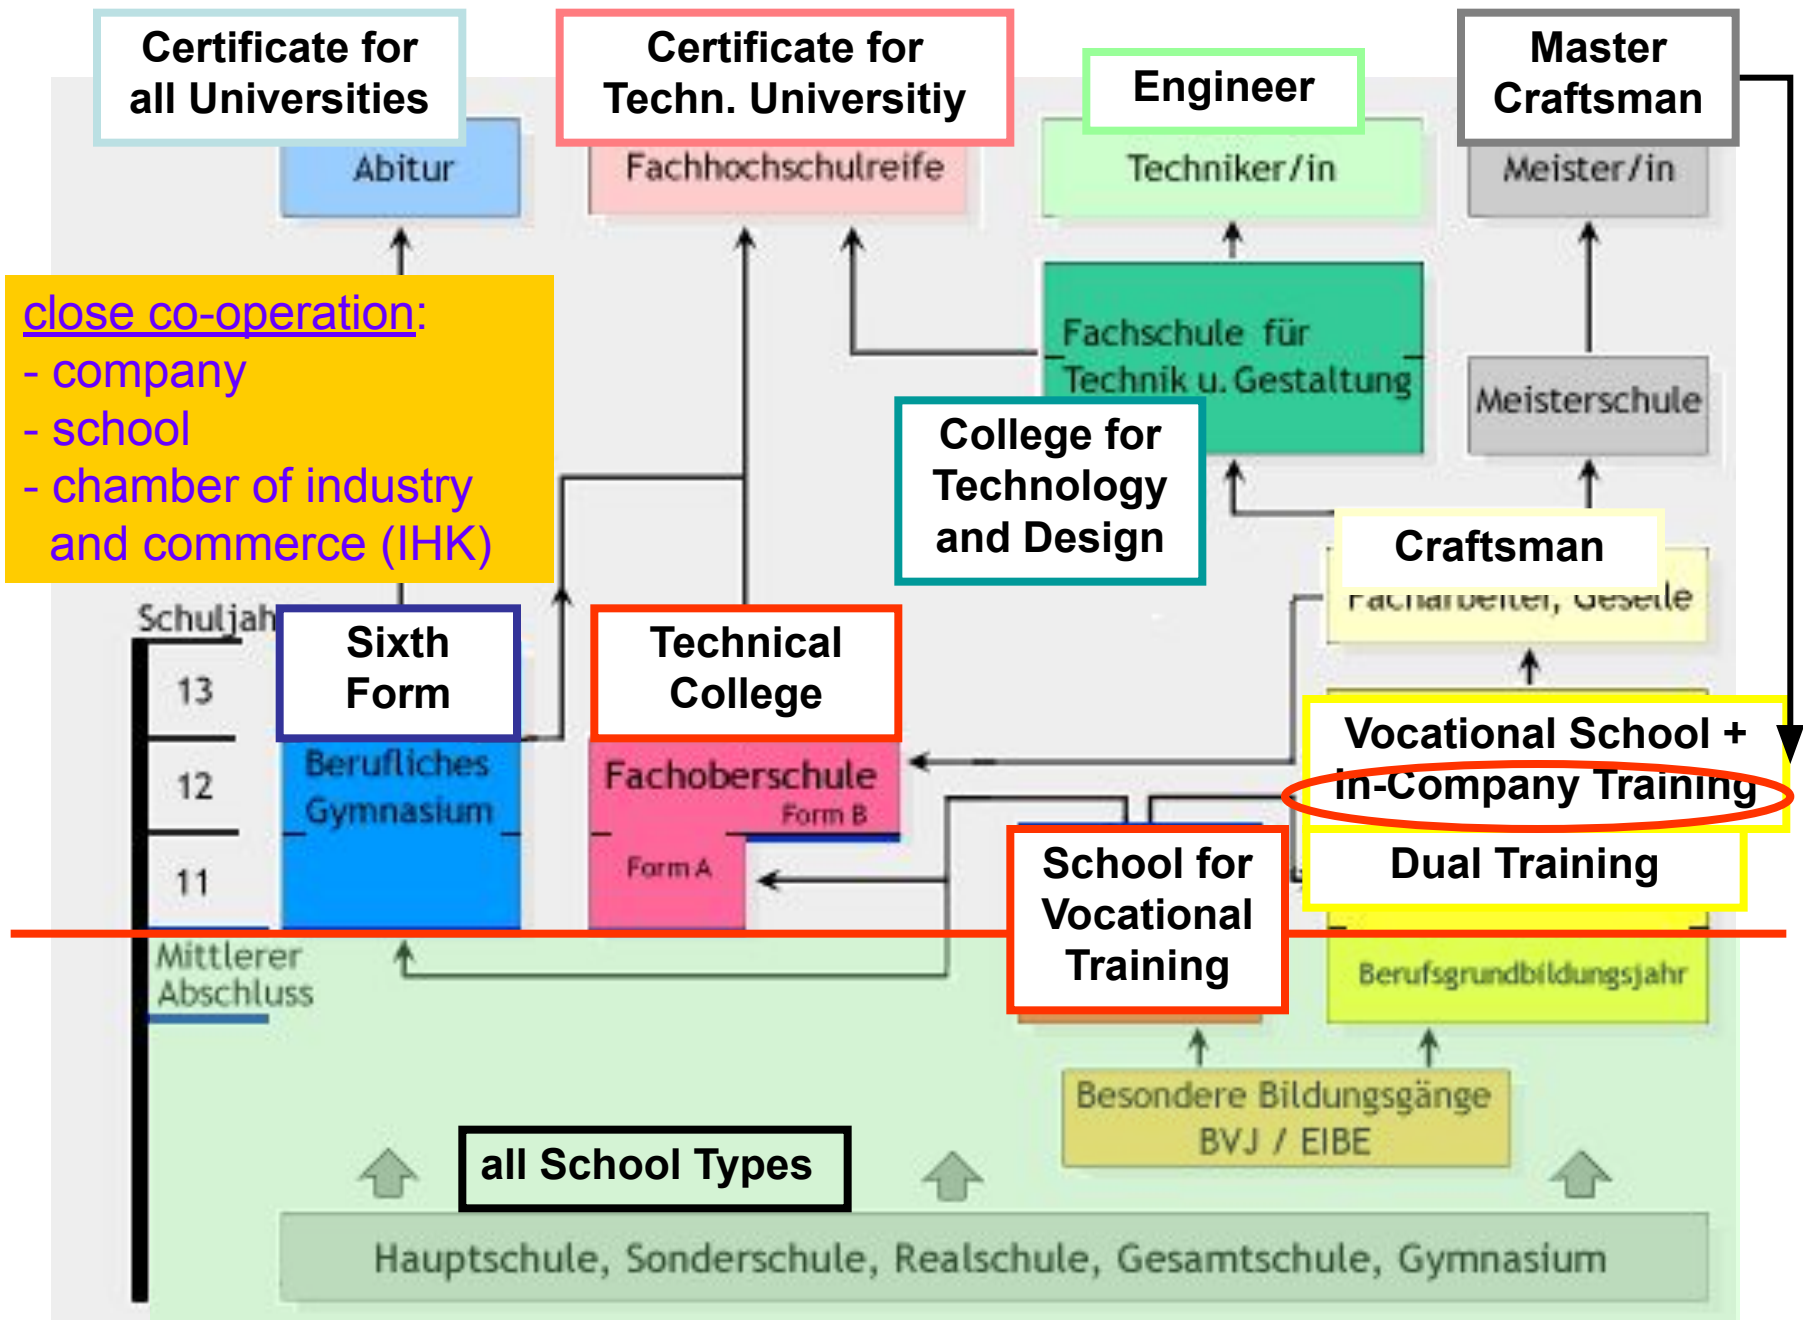 Certificate for
all Universities
Certificate for
Techn. Universitiy
Engineer
Master
Craftsman
Abitur
Fachhochschulreife
Techniker/in
Meister/in
close co-operation:
- company
- school
- chamber of industry
and commerce (IHK)
Fachschule für
Technik u. Gestaltung
Meisterschule
College for
Technology
and Design
Craftsman
Facharbeiter, Geselle
Schuljah
13
12
11
Sixth
Form
Technical
College
Berufliches
Gymnasium
Fachoberschule
Form B
Form A
Vocational School +
in-Company Training
Dual Training
School for
Vocational
Training
Mittlerer
Abschluss
Berufsgrundbildungsjahr
Besondere Bildungsgänge
BVJ / EIBE
all School Types
Hauptschule, Sonderschule, Realschule, Gesamtschule, Gymnasium